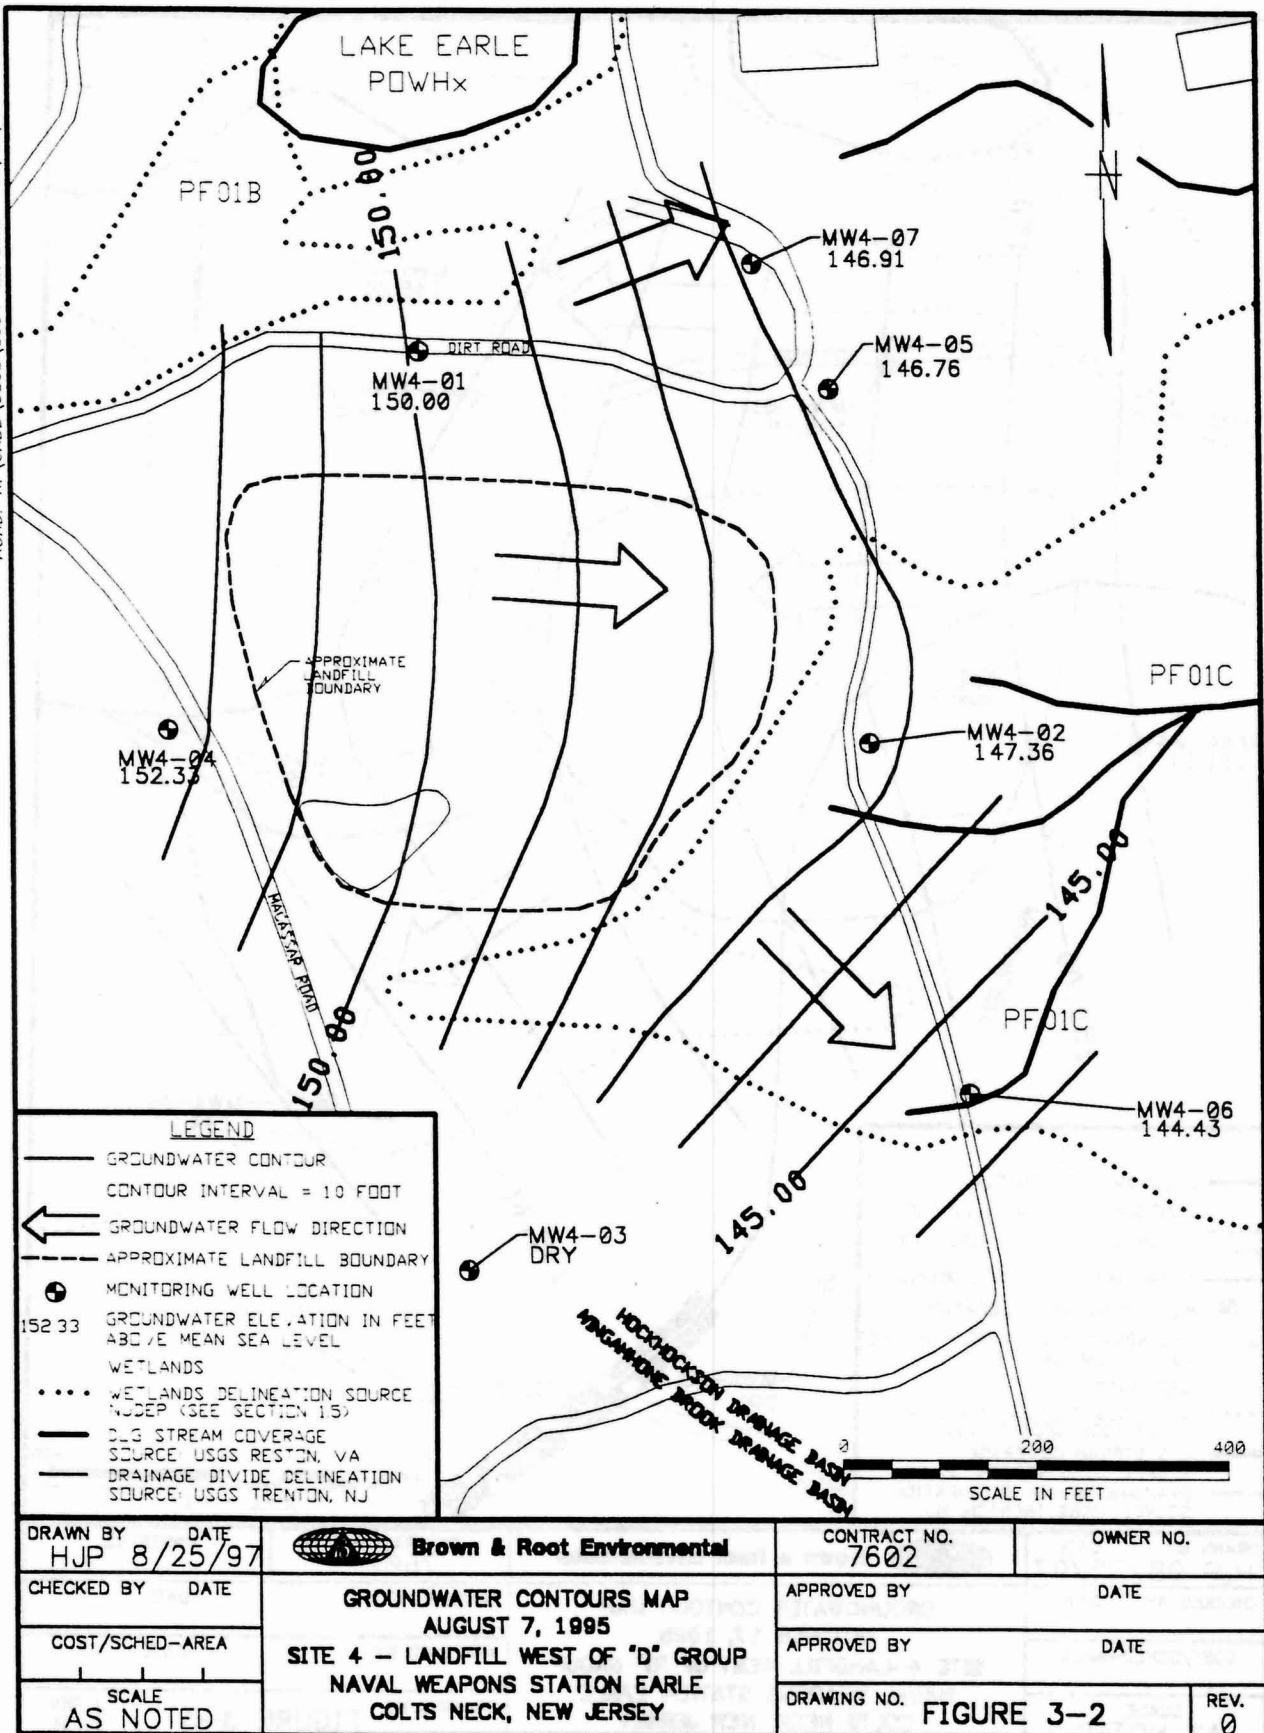 LAKE EARLE
POWHx
PF01B
150.00
MW4-07
146.91
DIRT ROAD
MW4-05
146.76
MW4-01
150.00
APPROXIMATE
LANDFILL
BOUNDARY
PF01C
MW4-04
152.33
MW4-02
147.36
145.00
MACASSAR ROAD
PF01C
150.00
MW4-06
144.43
145.00
MW4-03
DRY
HOCKHOCKSON DRAINAGE BASIN
MINGAMHONE BROOK DRAINAGE BASIN
0 200 400
SCALE IN FEET
LEGEND
GROUNDWATER CONTOUR
CONTOUR INTERVAL = 1.0 FOOT
GROUNDWATER FLOW DIRECTION
APPROXIMATE LANDFILL BOUNDARY
MONITORING WELL LOCATION
152.33 GROUNDWATER ELEVATION IN FEET
ABOVE MEAN SEA LEVEL
WETLANDS
WETLANDS DELINEATION SOURCE
NJDEP (SEE SECTION 1.5)
DLG STREAM COVERAGE
SOURCE: USGS RESTON, VA
DRAINAGE DIVIDE DELINEATION
SOURCE: USGS TRENTON, NJ
DRAWN BY DATE
HJP 8/25/97
CHECKED BY DATE
COST/SCHED-AREA
SCALE
AS NOTED
Brown & Root Environmental
GROUNDWATER CONTOURS MAP
AUGUST 7, 1995
SITE 4 - LANDFILL WEST OF "D" GROUP
NAVAL WEAPONS STATION EARLE
COLTS NECK, NEW JERSEY
CONTRACT NO.
7602
OWNER NO.
APPROVED BY DATE
APPROVED BY DATE
DRAWING NO. FIGURE 3-2
REV.
0